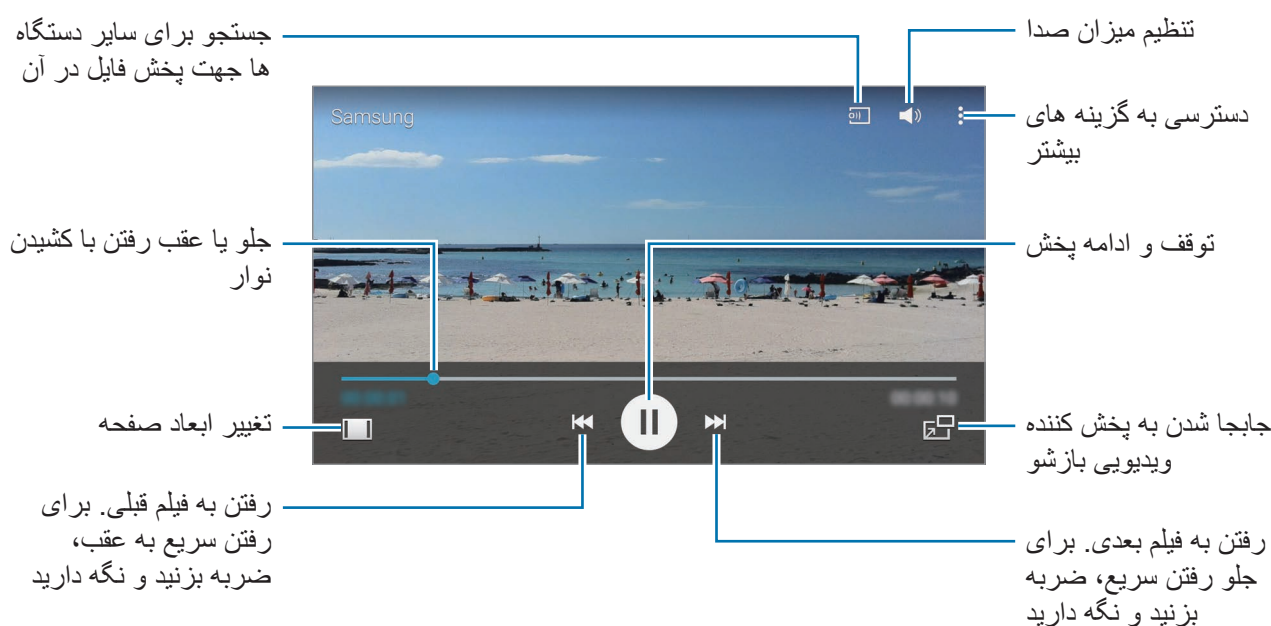 تنظیم میزان صدا
جستجو برای سایر دستگاه
ها جهت پخش فایل در آن
Samsung
دسترسی به گزینه های
بیشتر
توقف و ادامه پخش
جلو یا عقب رفتن با کشیدن
نوار
جابجا شدن به پخش کننده
ویدیویی بازشو
تغییر ابعاد صفحه
رفتن به فیلم بعدی. برای
جلو رفتن سریع، ضربه
بزنید و نگه دارید
رفتن به فیلم قبلی. برای
رفتن سریع به عقب،
ضربه بزنید و نگه دارید